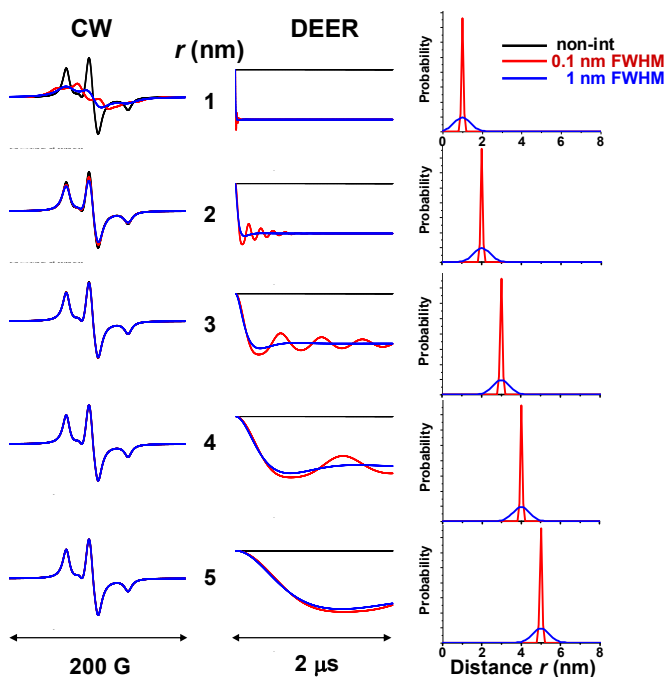 CW
r (nm)
DEER
non-int
0.1 nm FWHM
1 nm FWHM
1
Probability
0 2 4 6 8
2
Probability
3
Probability
4
Probability
5
Probability
0 2 4 6 8
200 G
2 μs
Distance r (nm)